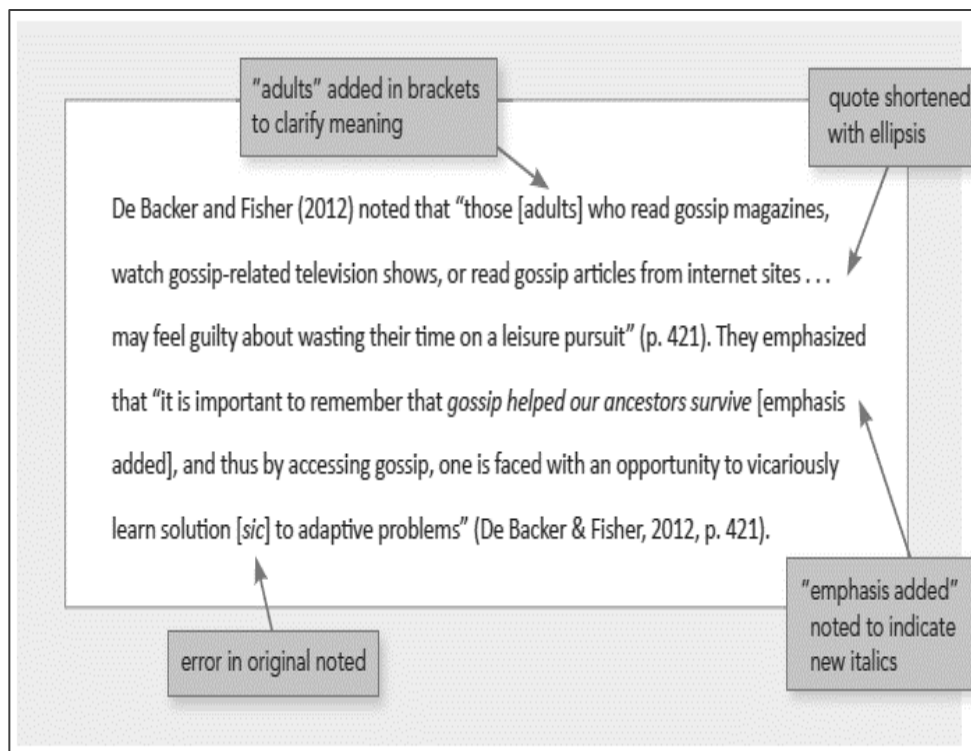 “adults” added in brackets
to clarify meaning
quote shortened
with ellipsis
De Backer and Fisher (2012) noted that “those [adults] who read gossip magazines,
watch gossip-related television shows, or read gossip articles from internet sites . . .
may feel guilty about wasting their time on a leisure pursuit” (p. 421). They emphasized
that “it is important to remember that gossip helped our ancestors survive [emphasis
added], and thus by accessing gossip, one is faced with an opportunity to vicariously
learn solution [sic] to adaptive problems” (De Backer & Fisher, 2012, p. 421).
“emphasis added”
noted to indicate
new italics
error in original noted